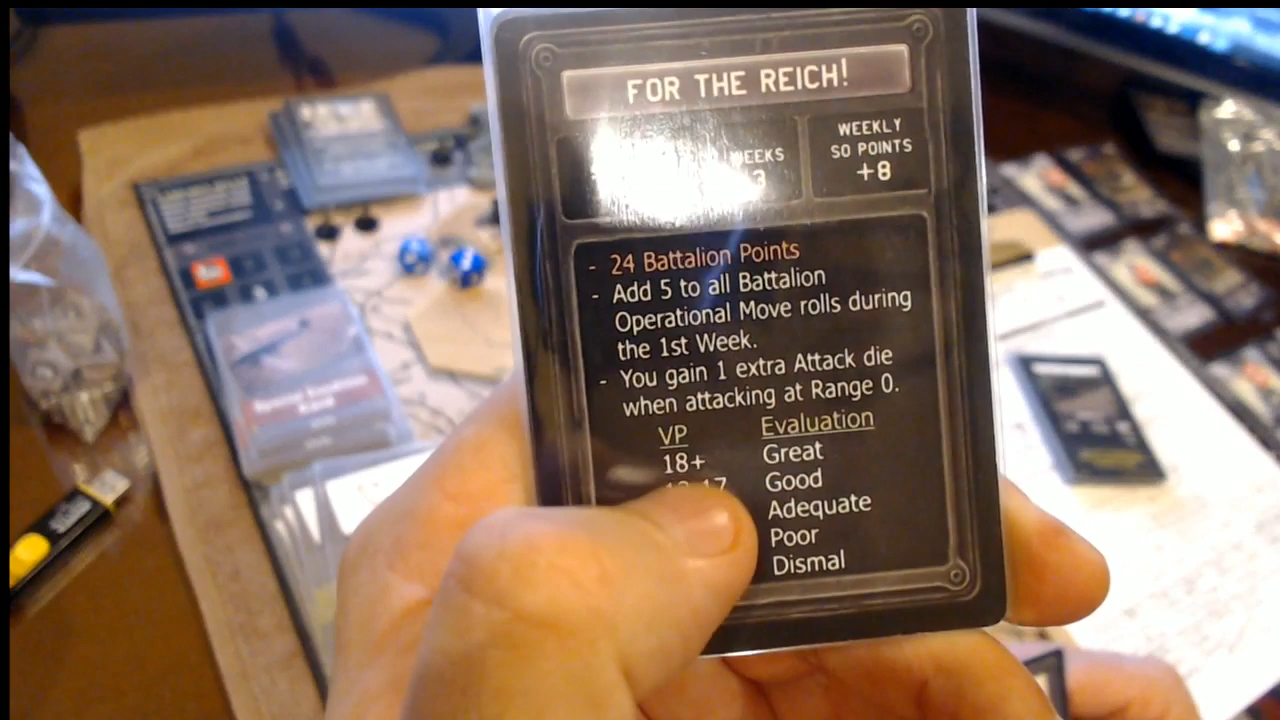 FOR THE REICH!
WEEKS
3
WEEKLY
SO POINTS
+8
- 24 Battalion Points
- Add 5 to all Battalion
Operational Move rolls during
the 1st Week.
- You gain 1 extra Attack die
when attacking at Range 0.
VP Evaluation
18+ Great
17 Good
Adequate
Poor
Dismal